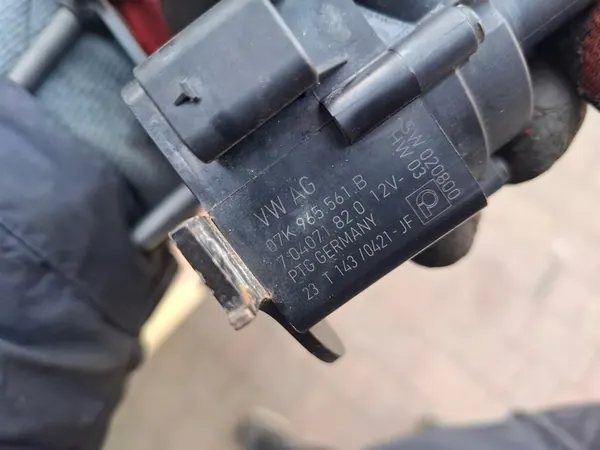 VW AG
07K 965 561 B
7.04071.82.0 12V-
PTG GERMANY
23 T 143 /0421-JF
SW 020800
HW 03